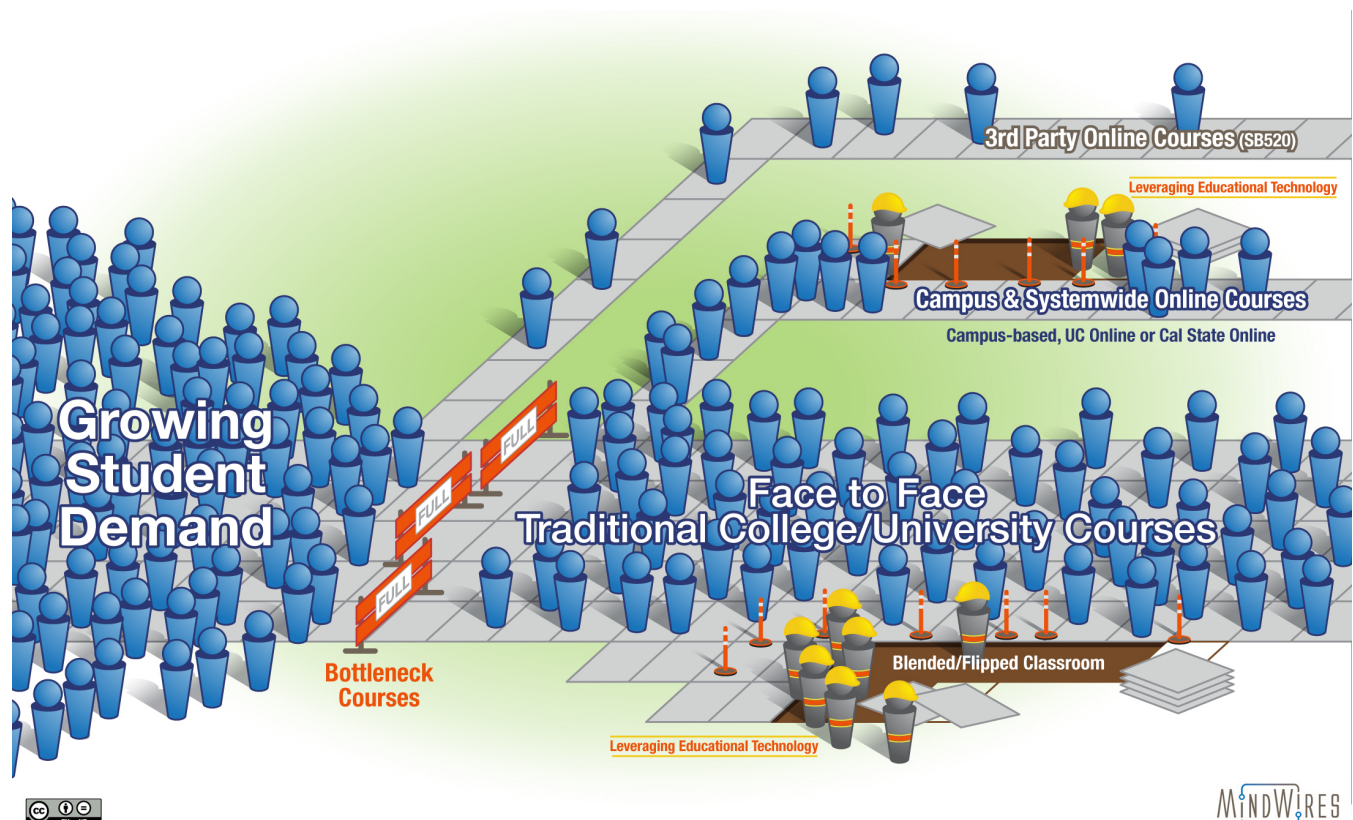 3rd Party Online Courses (SB520)
Leveraging Educational Technology
Campus & Systemwide Online Courses
Campus-based, UC Online or Cal State Online
Growing
Student
Demand
FULL
FULL
FULL
Face to Face
Traditional College/University Courses
Bottleneck
Courses
Blended/Flipped Classroom
Leveraging Educational Technology
cc
MINDWIRES